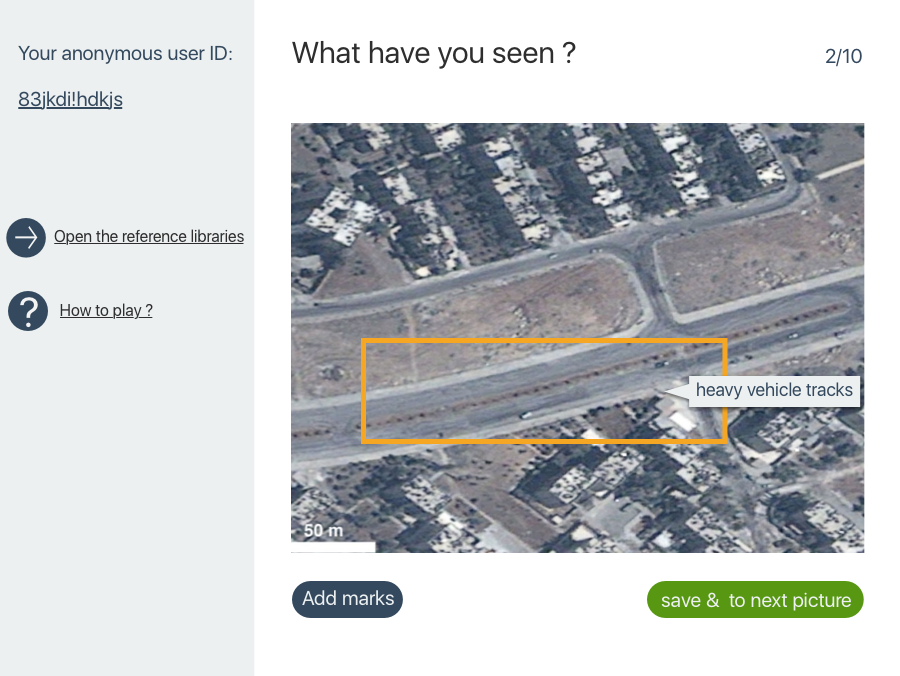 Your anonymous user ID:
83jkdi!hdkjs
Open the reference libraries
How to play ?
What have you seen ?
2/10
heavy vehicle tracks
50 m
Add marks
save &  to next picture